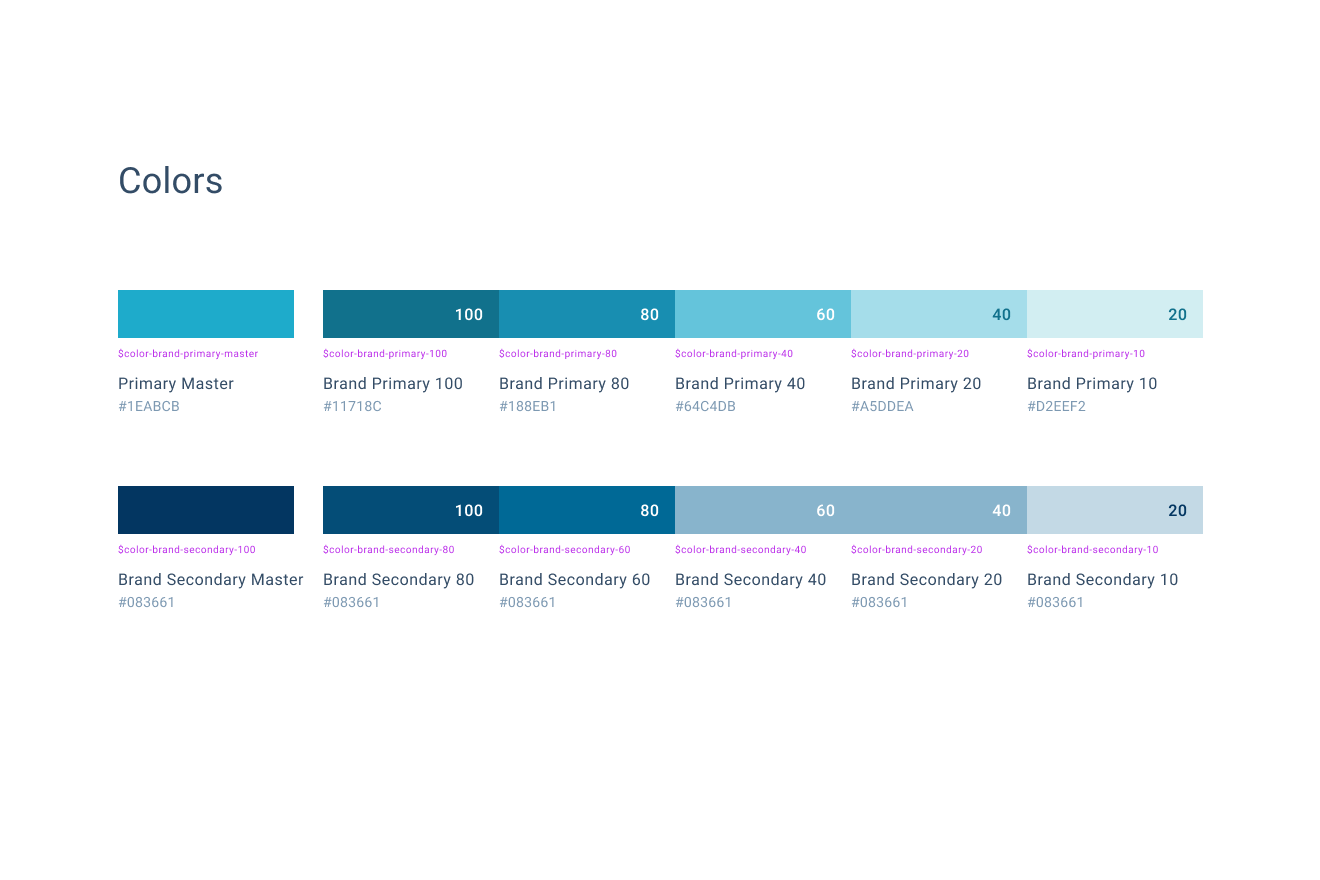 Colors
100 80 60 40 20
$color-brand-primary-master $color-brand-primary-100 $color-brand-primary-80 $color-brand-primary-40 $color-brand-primary-20 $color-brand-primary-10
Primary Master Brand Primary 100 Brand Primary 80 Brand Primary 40 Brand Primary 20 Brand Primary 10
#1EABCB #11718C #188EB1 #64C4DB #A5DDEA #D2EEF2
100 80 60 40 20
$color-brand-secondary-100 $color-brand-secondary-80 $color-brand-secondary-60 $color-brand-secondary-40 $color-brand-secondary-20 $color-brand-secondary-10
Brand Secondary Master Brand Secondary 80 Brand Secondary 60 Brand Secondary 40 Brand Secondary 20 Brand Secondary 10
#083661 #083661 #083661 #083661 #083661 #083661